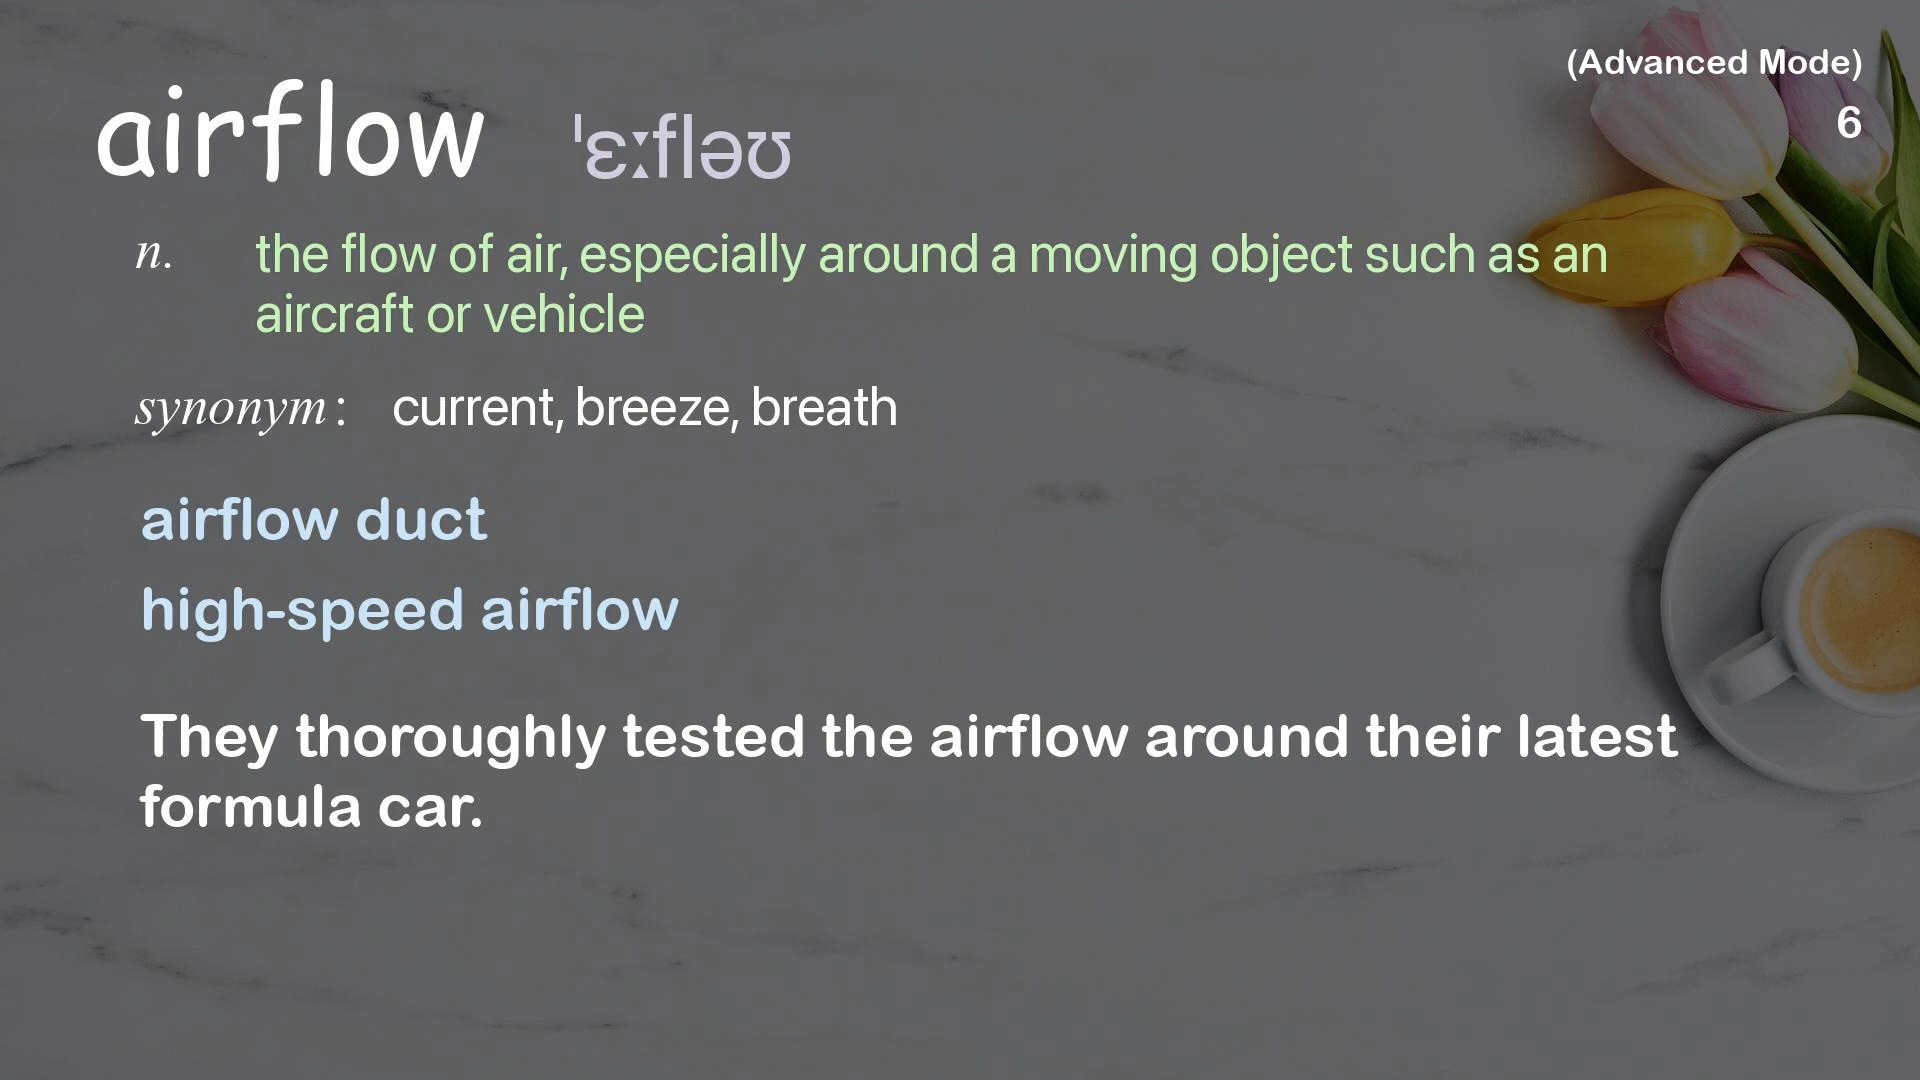 (Advanced Mode)
6
airflow ˈɛːfləʊ
n. the flow of air, especially around a moving object such as an
aircraft or vehicle
synonym: current, breeze, breath
airflow duct
high-speed airflow
They thoroughly tested the airflow around their latest
formula car.